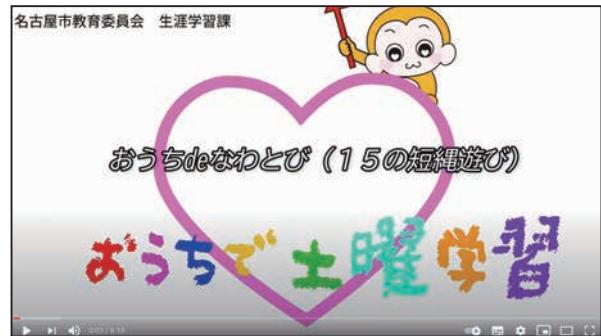 名古屋市教育委員会　生涯学習課
おうちdeなわとび（１５の短縄遊び）
おうちで土曜学習